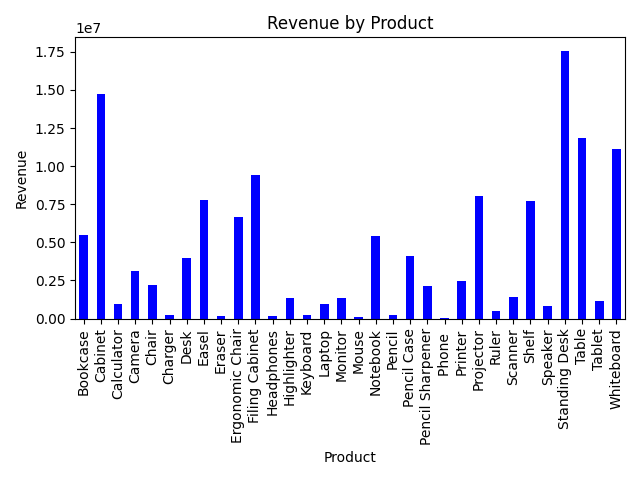 Revenue by Product
1e7
1.75
1.50
1.25
1.00
0.75
0.50
0.25
0.00
Revenue
Bookcase
Cabinet
Calculator
Camera
Chair
Charger
Desk
Easel
Eraser
Ergonomic Chair
Filing Cabinet
Headphones
Highlighter
Keyboard
Laptop
Monitor
Mouse
Notebook
Pencil
Pencil Case
Pencil Sharpener
Phone
Printer
Projector
Ruler
Scanner
Shelf
Speaker
Standing Desk
Table
Tablet
Whiteboard
Product